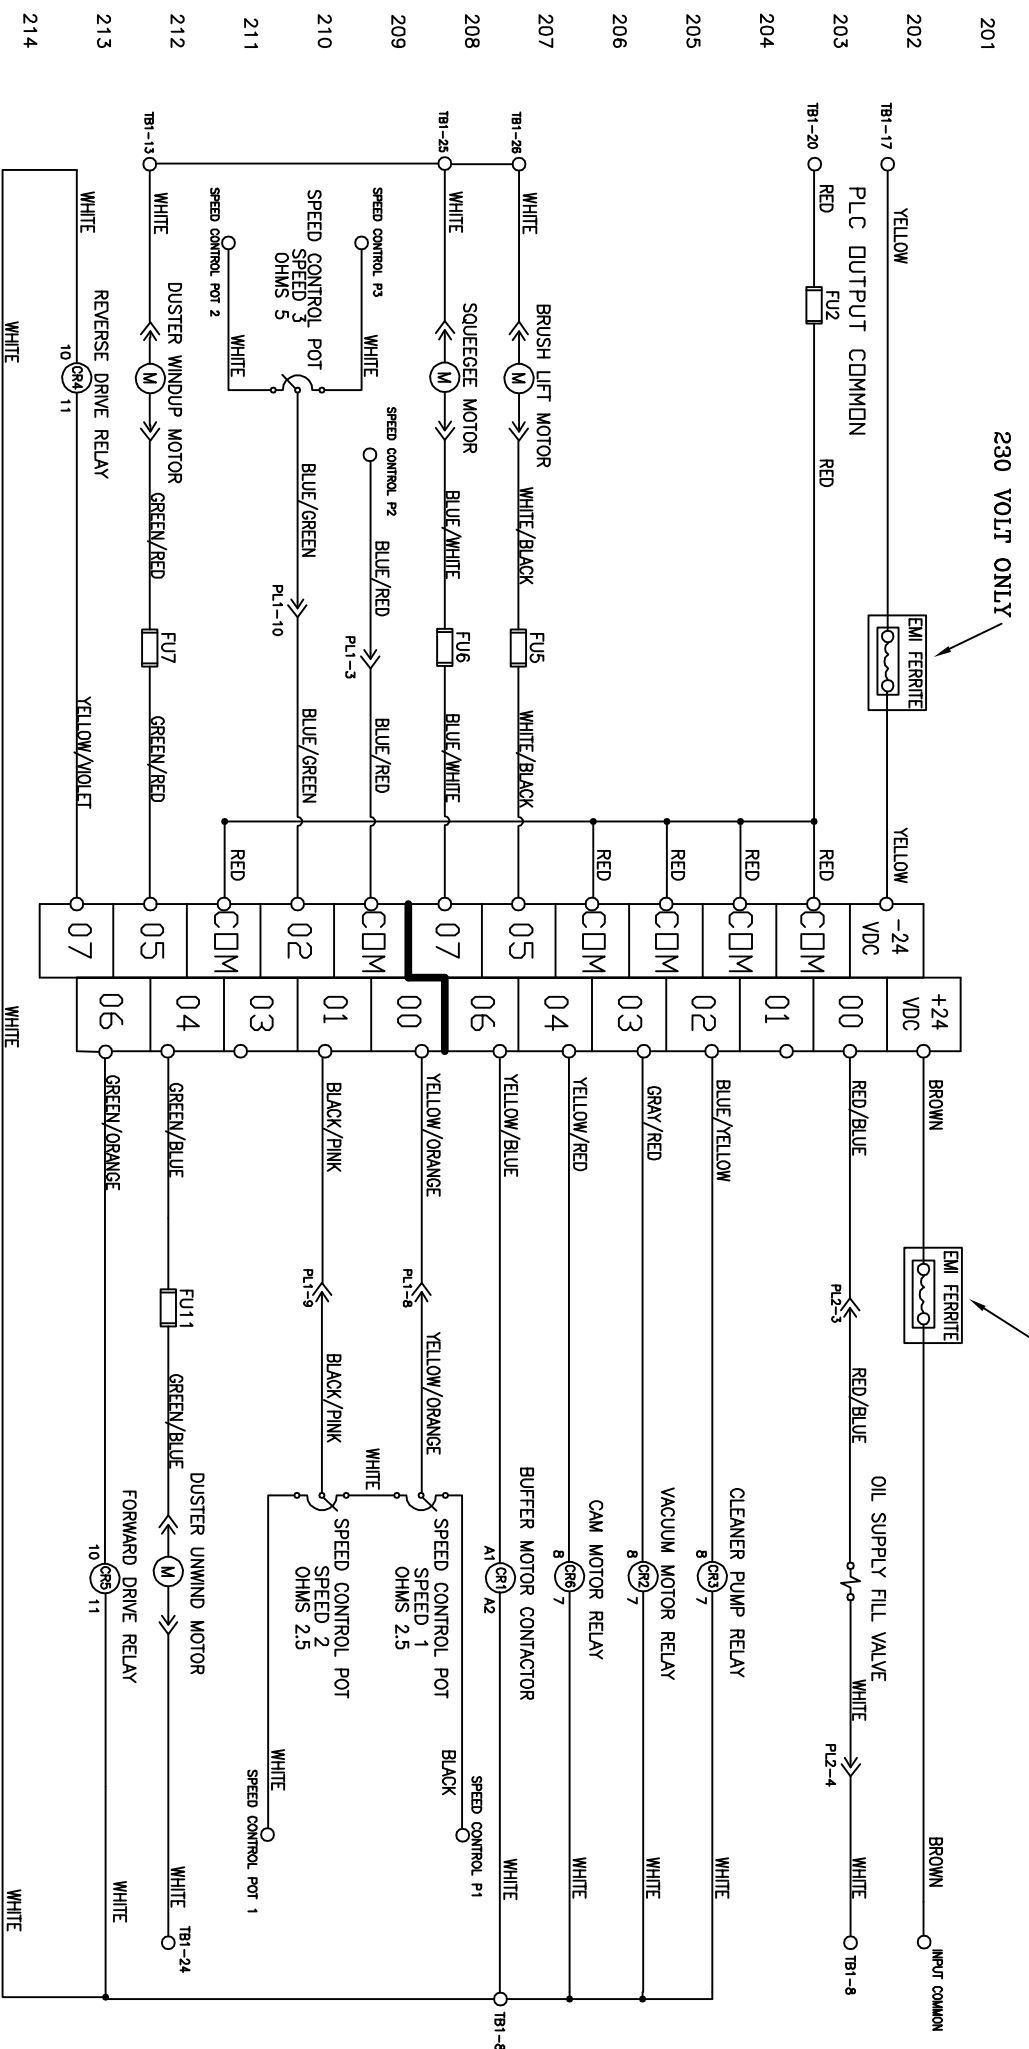 201
202
203
204
205
206
207
208
209
210
211
212
213
214
230 VOLT ONLY
TB1-17
YELLOW
EMI FERRITE
YELLOW
-24 VDC
+24 VDC
BROWN
EMI FERRITE
BROWN
INPUT COMMON
PLC OUTPUT COMMON
TB1-20
RED
FU2
RED
RED
COM
00
RED/BLUE
PL2-3
RED/BLUE
OIL SUPPLY FILL VALVE
WHITE
PL2-4
WHITE
TB1-8
RED
COM
01
RED
COM
02
BLUE/YELLOW
CLEANER PUMP RELAY
8
CR3
7
WHITE
RED
COM
03
GRAY/RED
VACUUM MOTOR RELAY
8
CR2
7
WHITE
TB1-26
WHITE
BRUSH LIFT MOTOR
M
WHITE/BLACK
FU5
WHITE/BLACK
05
04
YELLOW/RED
CAM MOTOR RELAY
8
CR6
7
WHITE
TB1-25
WHITE
SQUEEGEE MOTOR
M
BLUE/WHITE
FU6
BLUE/WHITE
07
06
YELLOW/BLUE
BUFFER MOTOR CONTACTOR
A1
CR1
A2
WHITE
TB1-8
SPEED CONTROL P3
WHITE
SPEED CONTROL P2
BLUE/RED
PL1-3
BLUE/RED
COM
00
YELLOW/ORANGE
PL1-8
YELLOW/ORANGE
SPEED CONTROL POT
SPEED 1
OHMS 2.5
BLACK
SPEED CONTROL P1
WHITE
SPEED CONTROL POT
SPEED 3
OHMS 5
BLUE/GREEN
PL1-10
BLUE/GREEN
02
01
BLACK/PINK
PL1-9
BLACK/PINK
SPEED CONTROL POT
SPEED 2
OHMS 2.5
WHITE
SPEED CONTROL POT 1
SPEED CONTROL POT 2
WHITE
RED
COM
03
TB1-13
WHITE
DUSTER WINDUP MOTOR
M
GREEN/RED
FU7
GREEN/RED
05
04
GREEN/BLUE
FU11
GREEN/BLUE
DUSTER UNWIND MOTOR
M
WHITE
TB1-24
WHITE
REVERSE DRIVE RELAY
10
CR4
11
YELLOW/VIOLET
07
06
GREEN/ORANGE
FORWARD DRIVE RELAY
10
CR5
11
WHITE
WHITE
WHITE
WHITE